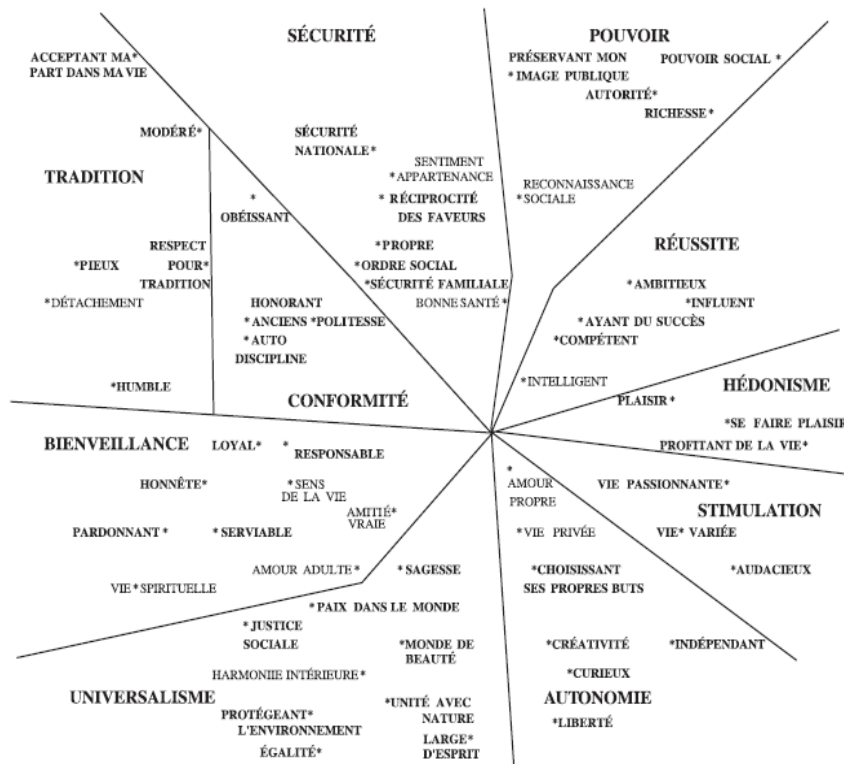 SÉCURITÉ
POUVOIR
ACCEPTANT MA*
PART DANS MA VIE
PRÉSERVANT MON
*IMAGE PUBLIQUE
POUVOIR SOCIAL *
AUTORITÉ*
RICHESSE*
MODÉRÉ*
SÉCURITÉ
NATIONALE*
SENTIMENT
*APPARTENANCE
TRADITION
RECONNAISSANCE
*SOCIALE
*
OBÉISSANT
* RÉCIPROCITÉ
DES FAVEURS
RESPECT
*PIEUX
POUR*
TRADITION
*PROPRE
*ORDRE SOCIAL
*SÉCURITÉ FAMILIALE
RÉUSSITE
*DÉTACHEMENT
HONORANT
*ANCIENS *POLITESSE
*AUTO
DISCIPLINE
BONNE SANTÉ*
*AMBITIEUX
*INFLUENT
*AYANT DU SUCCÈS
*COMPÉTENT
*HUMBLE
CONFORMITÉ
*INTELLIGENT
HÉDONISME
PLAISIR*
*SE FAIRE PLAISIR
PROFITANT DE LA VIE*
BIENVEILLANCE
LOYAL*
*
RESPONSABLE
HONNÊTE*
*SENS
DE LA VIE
AMITIÉ*
VRAIE
*
AMOUR
PROPRE
VIE PASSIONNANTE*
STIMULATION
PARDONNANT *
* SERVIABLE
*VIE PRIVÉE
VIE* VARIÉE
AMOUR ADULTE *
*SAGESSE
*CHOISISSANT
SES PROPRES BUTS
*AUDACIEUX
VIE*SPIRITUELLE
* PAIX DANS LE MONDE
*JUSTICE
SOCIALE
*MONDE DE
BEAUTÉ
*CRÉATIVITÉ
*INDÉPENDANT
HARMONIIE INTÉRIEURE*
*CURIEUX
UNIVERSALISME
AUTONOMIE
PROTÉGEANT*
L'ENVIRONNEMENT
*UNITÉ AVEC
NATURE
*LIBERTÉ
ÉGALITÉ*
LARGE*
D'ESPRIT